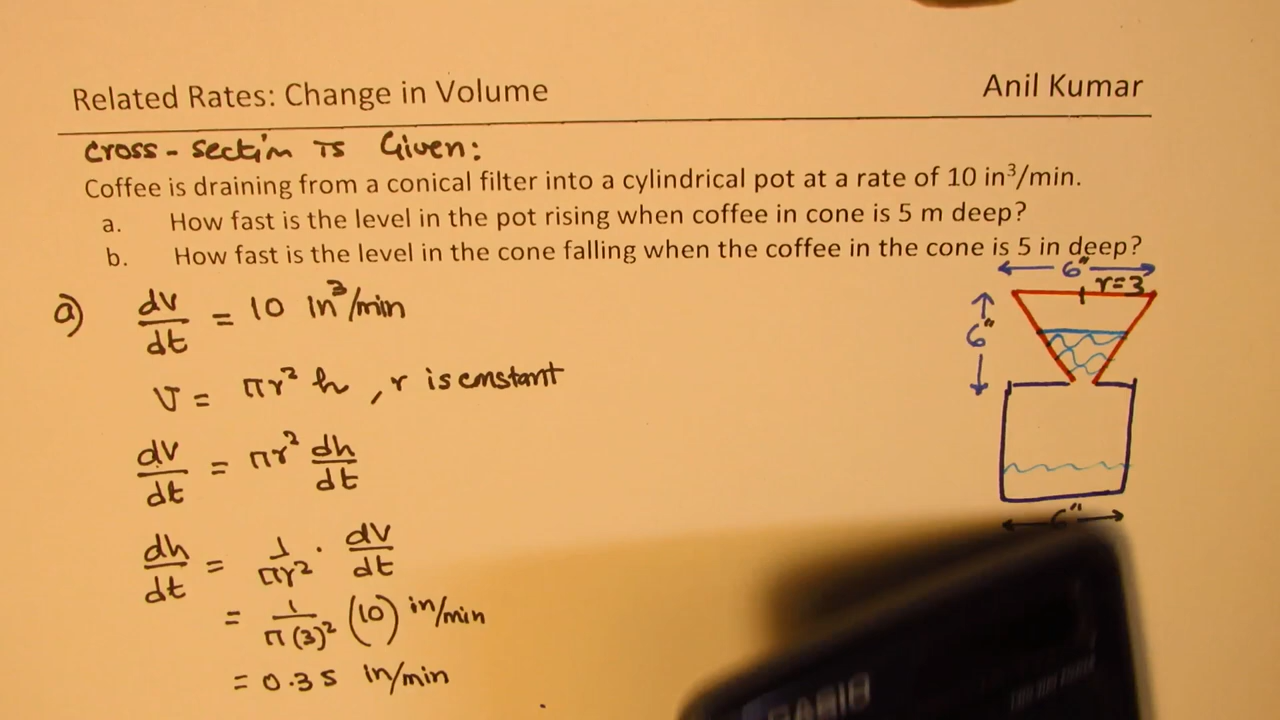 Related Rates: Change in Volume
Anil Kumar
Cross-section is Given:
Coffee is draining from a conical filter into a cylindrical pot at a rate of 10 in³/min.
a. How fast is the level in the pot rising when coffee in cone is 5 m deep?
b. How fast is the level in the cone falling when the coffee in the cone is 5 in deep?
6"
r=3
6"
6"
a) dv/dt = 10 in³/min
V = πr² h, r is constant
dv/dt = πr² dh/dt
dh/dt = 1/πr² · dv/dt
= 1/π(3)² (10) in/min
= 0.35 in/min